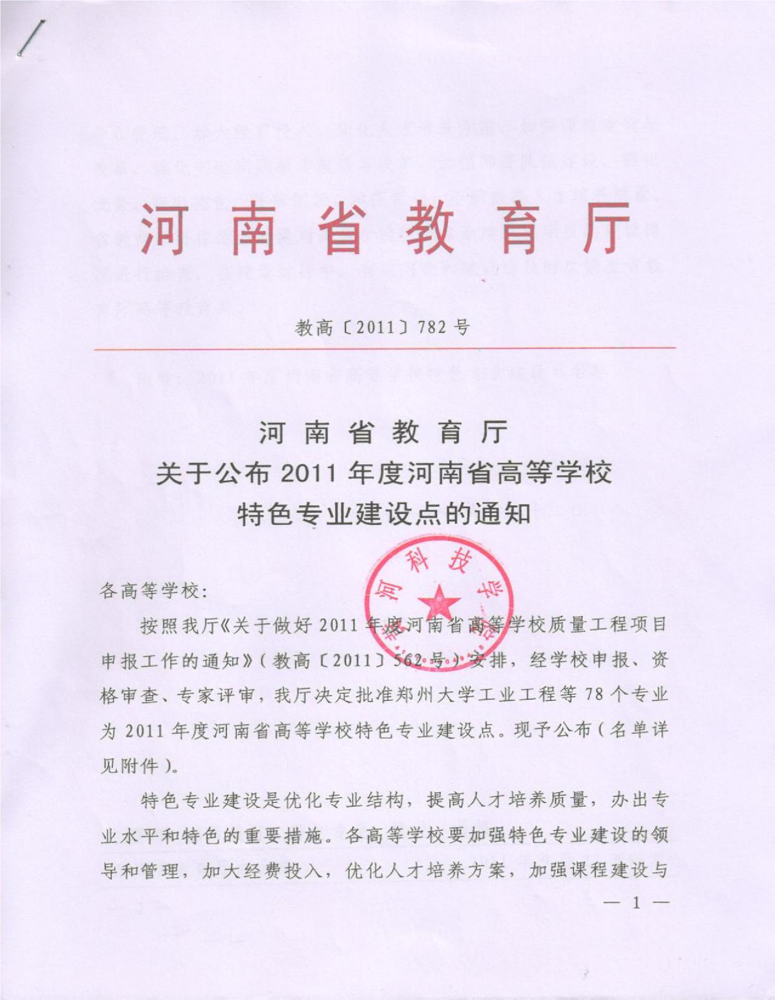 河南省教育厅
教高〔2011〕782号
河南省教育厅
关于公布2011年度河南省高等学校
特色专业建设点的通知
黄河科技学院
各高等学校:
按照我厅《关于做好2011年度河南省高等学校质量工程项目
申报工作的通知》(教高〔2011〕562号)安排，经学校申报、资
格审查、专家评审，我厅决定批准郑州大学工业工程等78个专业
为2011年度河南省高等学校特色专业建设点。现予公布(名单详
见附件)。
特色专业建设是优化专业结构，提高人才培养质量，办出专
业水平和特色的重要措施。各高等学校要加强特色专业建设的领
导和管理，加大经费投入，优化人才培养方案，加强课程建设与
— 1 —